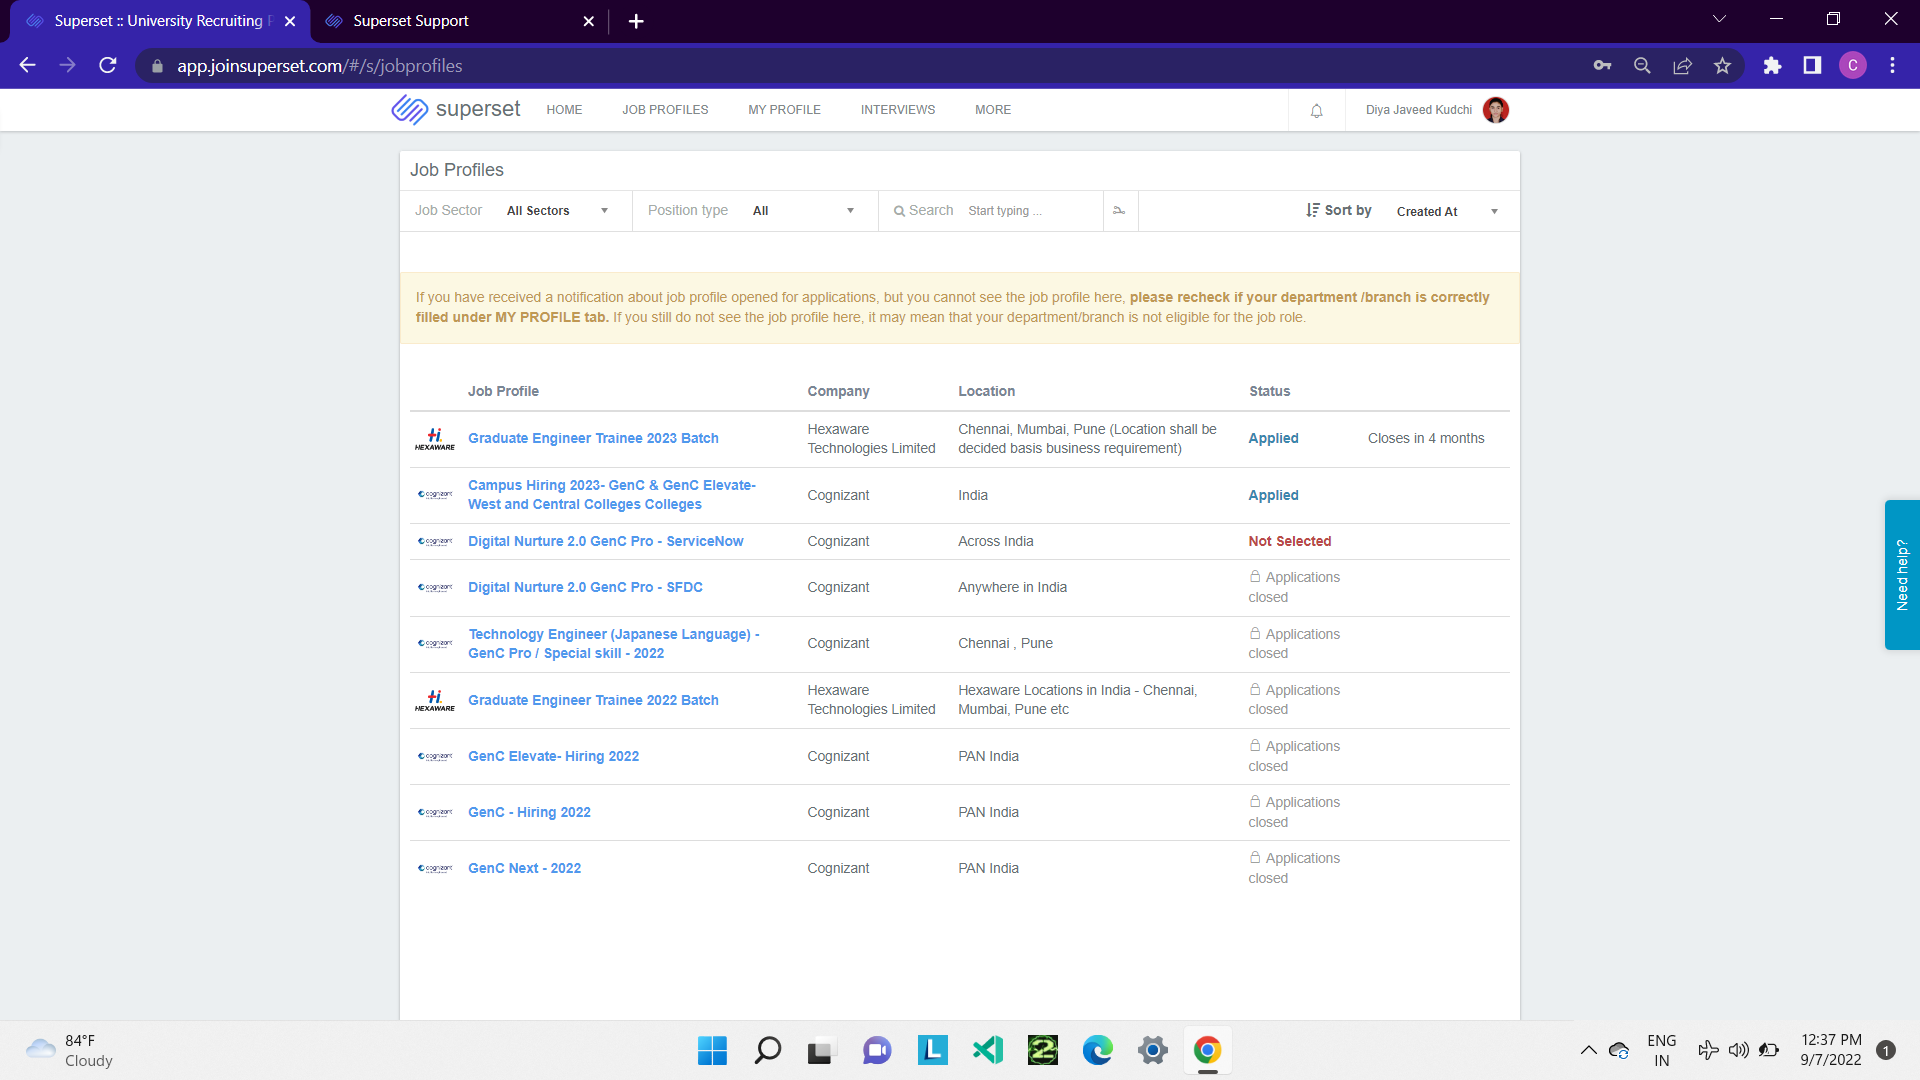 Superset :: University Recruiting P
Superset Support
app.joinsuperset.com/#/s/jobprofiles
C
superset
HOME
JOB PROFILES
MY PROFILE
INTERVIEWS
MORE
Diya Javeed Kudchi
Job Profiles
Job Sector All Sectors
Position type All
Search Start typing ...
Sort by Created At
If you have received a notification about job profile opened for applications, but you cannot see the job profile here, please recheck if your department /branch is correctly
filled under MY PROFILE tab. If you still do not see the job profile here, it may mean that your department/branch is not eligible for the job role.
Job Profile Company Location Status
HEXAWARE
Graduate Engineer Trainee 2023 Batch
Hexaware
Technologies Limited
Chennai, Mumbai, Pune (Location shall be
decided basis business requirement)
Applied
Closes in 4 months
cognizant
Campus Hiring 2023- GenC & GenC Elevate-
West and Central Colleges Colleges
Cognizant
India
Applied
cognizant
Digital Nurture 2.0 GenC Pro - ServiceNow
Cognizant
Across India
Not Selected
cognizant
Digital Nurture 2.0 GenC Pro - SFDC
Cognizant
Anywhere in India
Applications
closed
cognizant
Technology Engineer (Japanese Language) -
GenC Pro / Special skill - 2022
Cognizant
Chennai , Pune
Applications
closed
HEXAWARE
Graduate Engineer Trainee 2022 Batch
Hexaware
Technologies Limited
Hexaware Locations in India - Chennai,
Mumbai, Pune etc
Applications
closed
cognizant
GenC Elevate- Hiring 2022
Cognizant
PAN India
Applications
closed
cognizant
GenC - Hiring 2022
Cognizant
PAN India
Applications
closed
cognizant
GenC Next - 2022
Cognizant
PAN India
Applications
closed
Need help?
84°F
Cloudy
L
2
ENG
IN
12:37 PM
9/7/2022
1